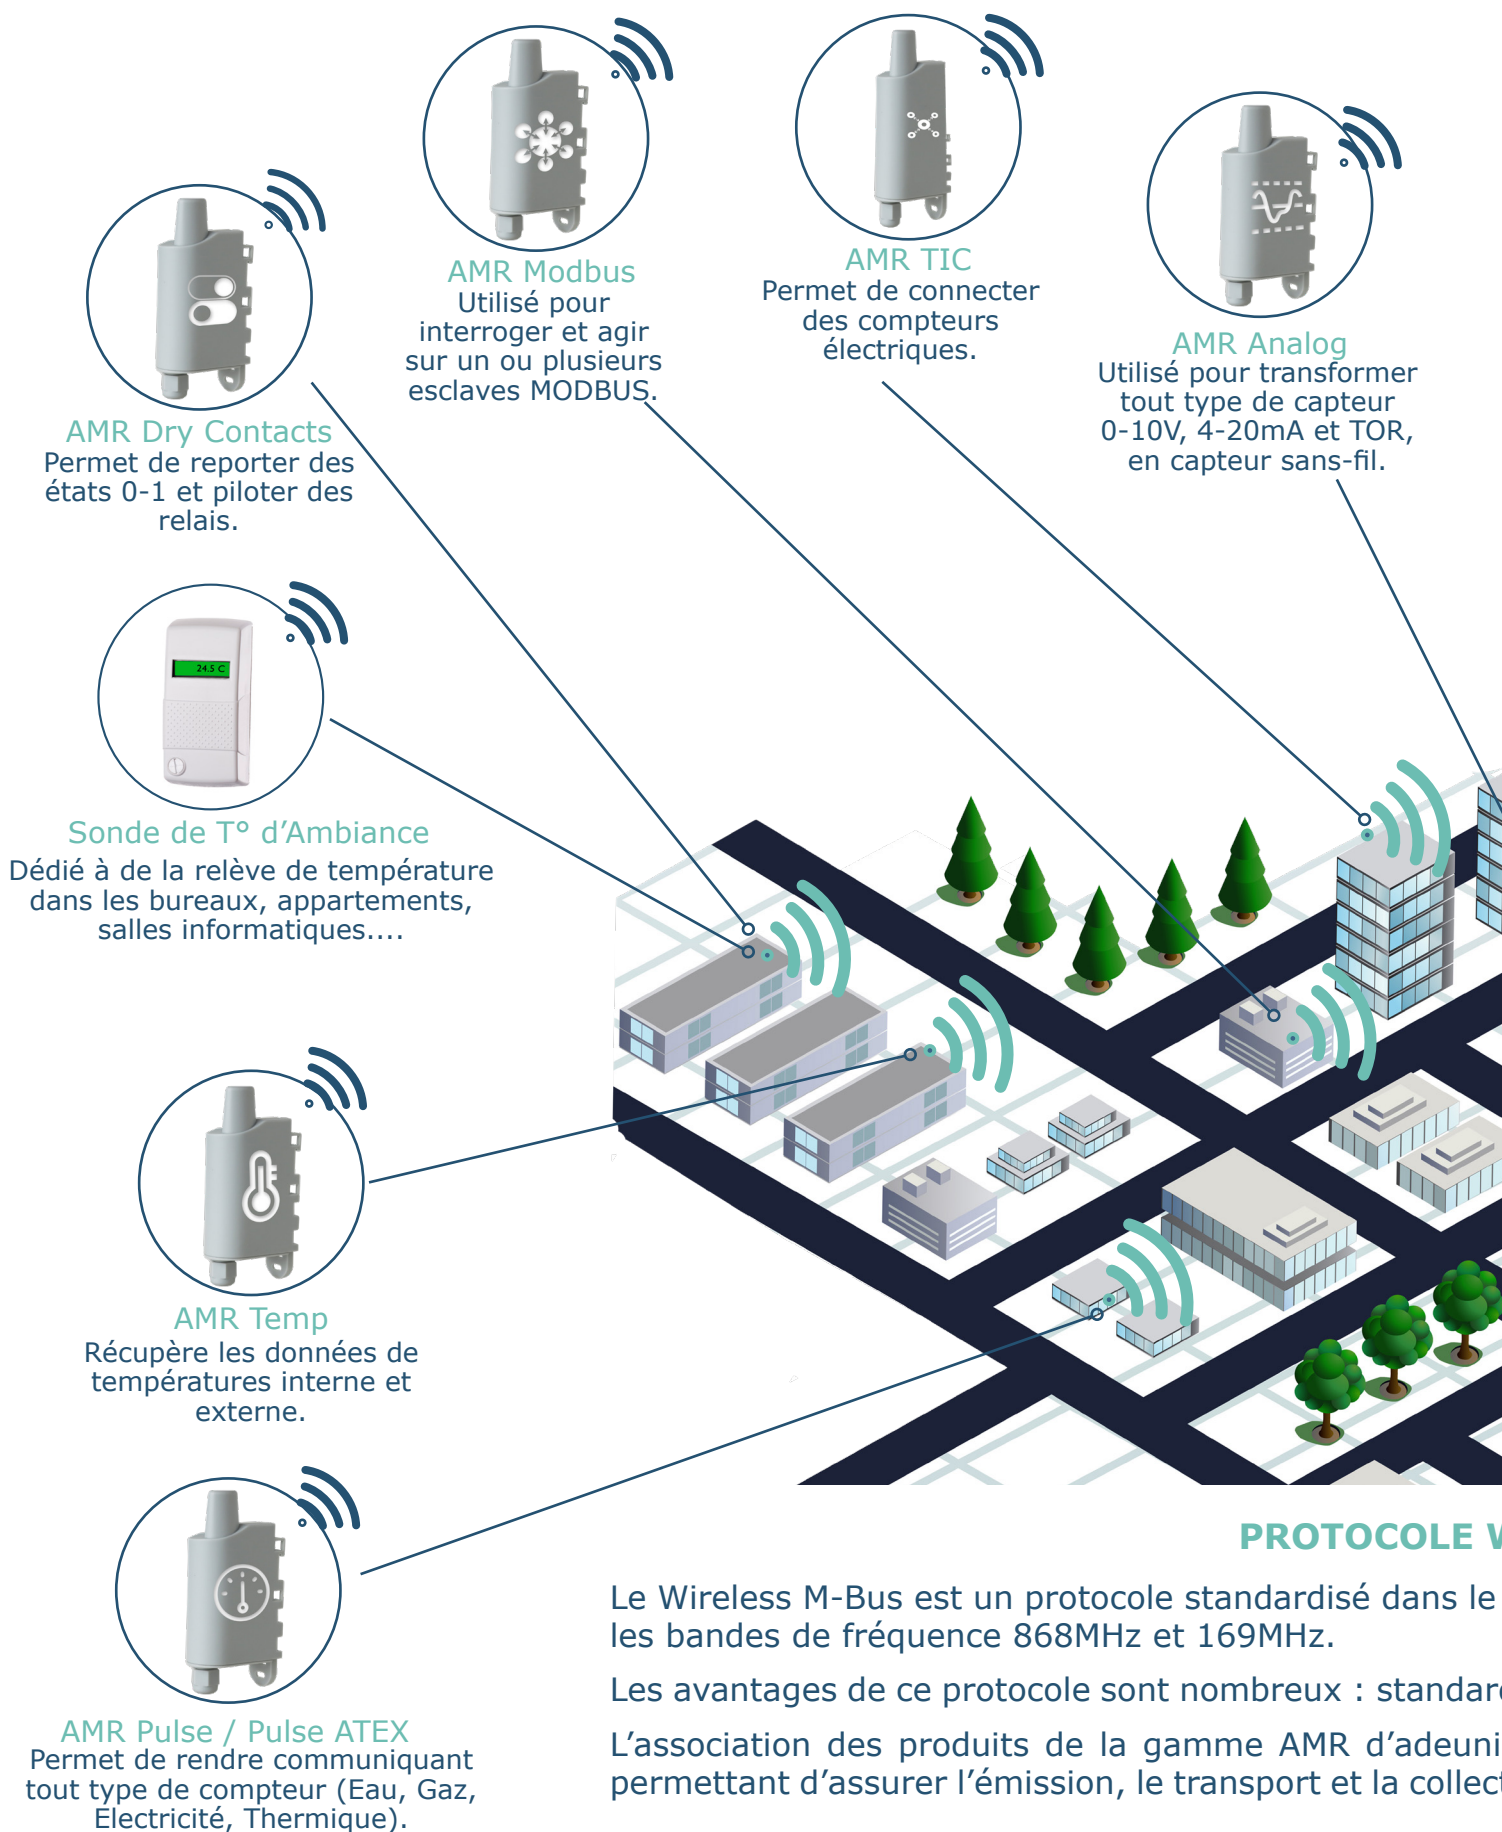 AMR Modbus
Utilisé pour
interroger et agir
sur un ou plusieurs
esclaves MODBUS.
AMR TIC
Permet de connecter
des compteurs
électriques.
AMR Analog
Utilisé pour transformer
tout type de capteur
0-10V, 4-20mA et TOR,
en capteur sans-fil.
AMR Dry Contacts
Permet de reporter des
états 0-1 et piloter des
relais.
24.5 C
Sonde de T° d’Ambiance
Dédié à de la relève de température
dans les bureaux, appartements,
salles informatiques....
AMR Temp
Récupère les données de
températures interne et
externe.
AMR Pulse / Pulse ATEX
Permet de rendre communiquant
tout type de compteur (Eau, Gaz,
Electricité, Thermique).
PROTOCOLE
Le Wireless M-Bus est un protocole standardisé dans le
les bandes de fréquence 868MHz et 169MHz.
Les avantages de ce protocole sont nombreux :
L’association des produits de la gamme AMR d’adeuni
permettant d’assurer l’émission, le transport et la collect